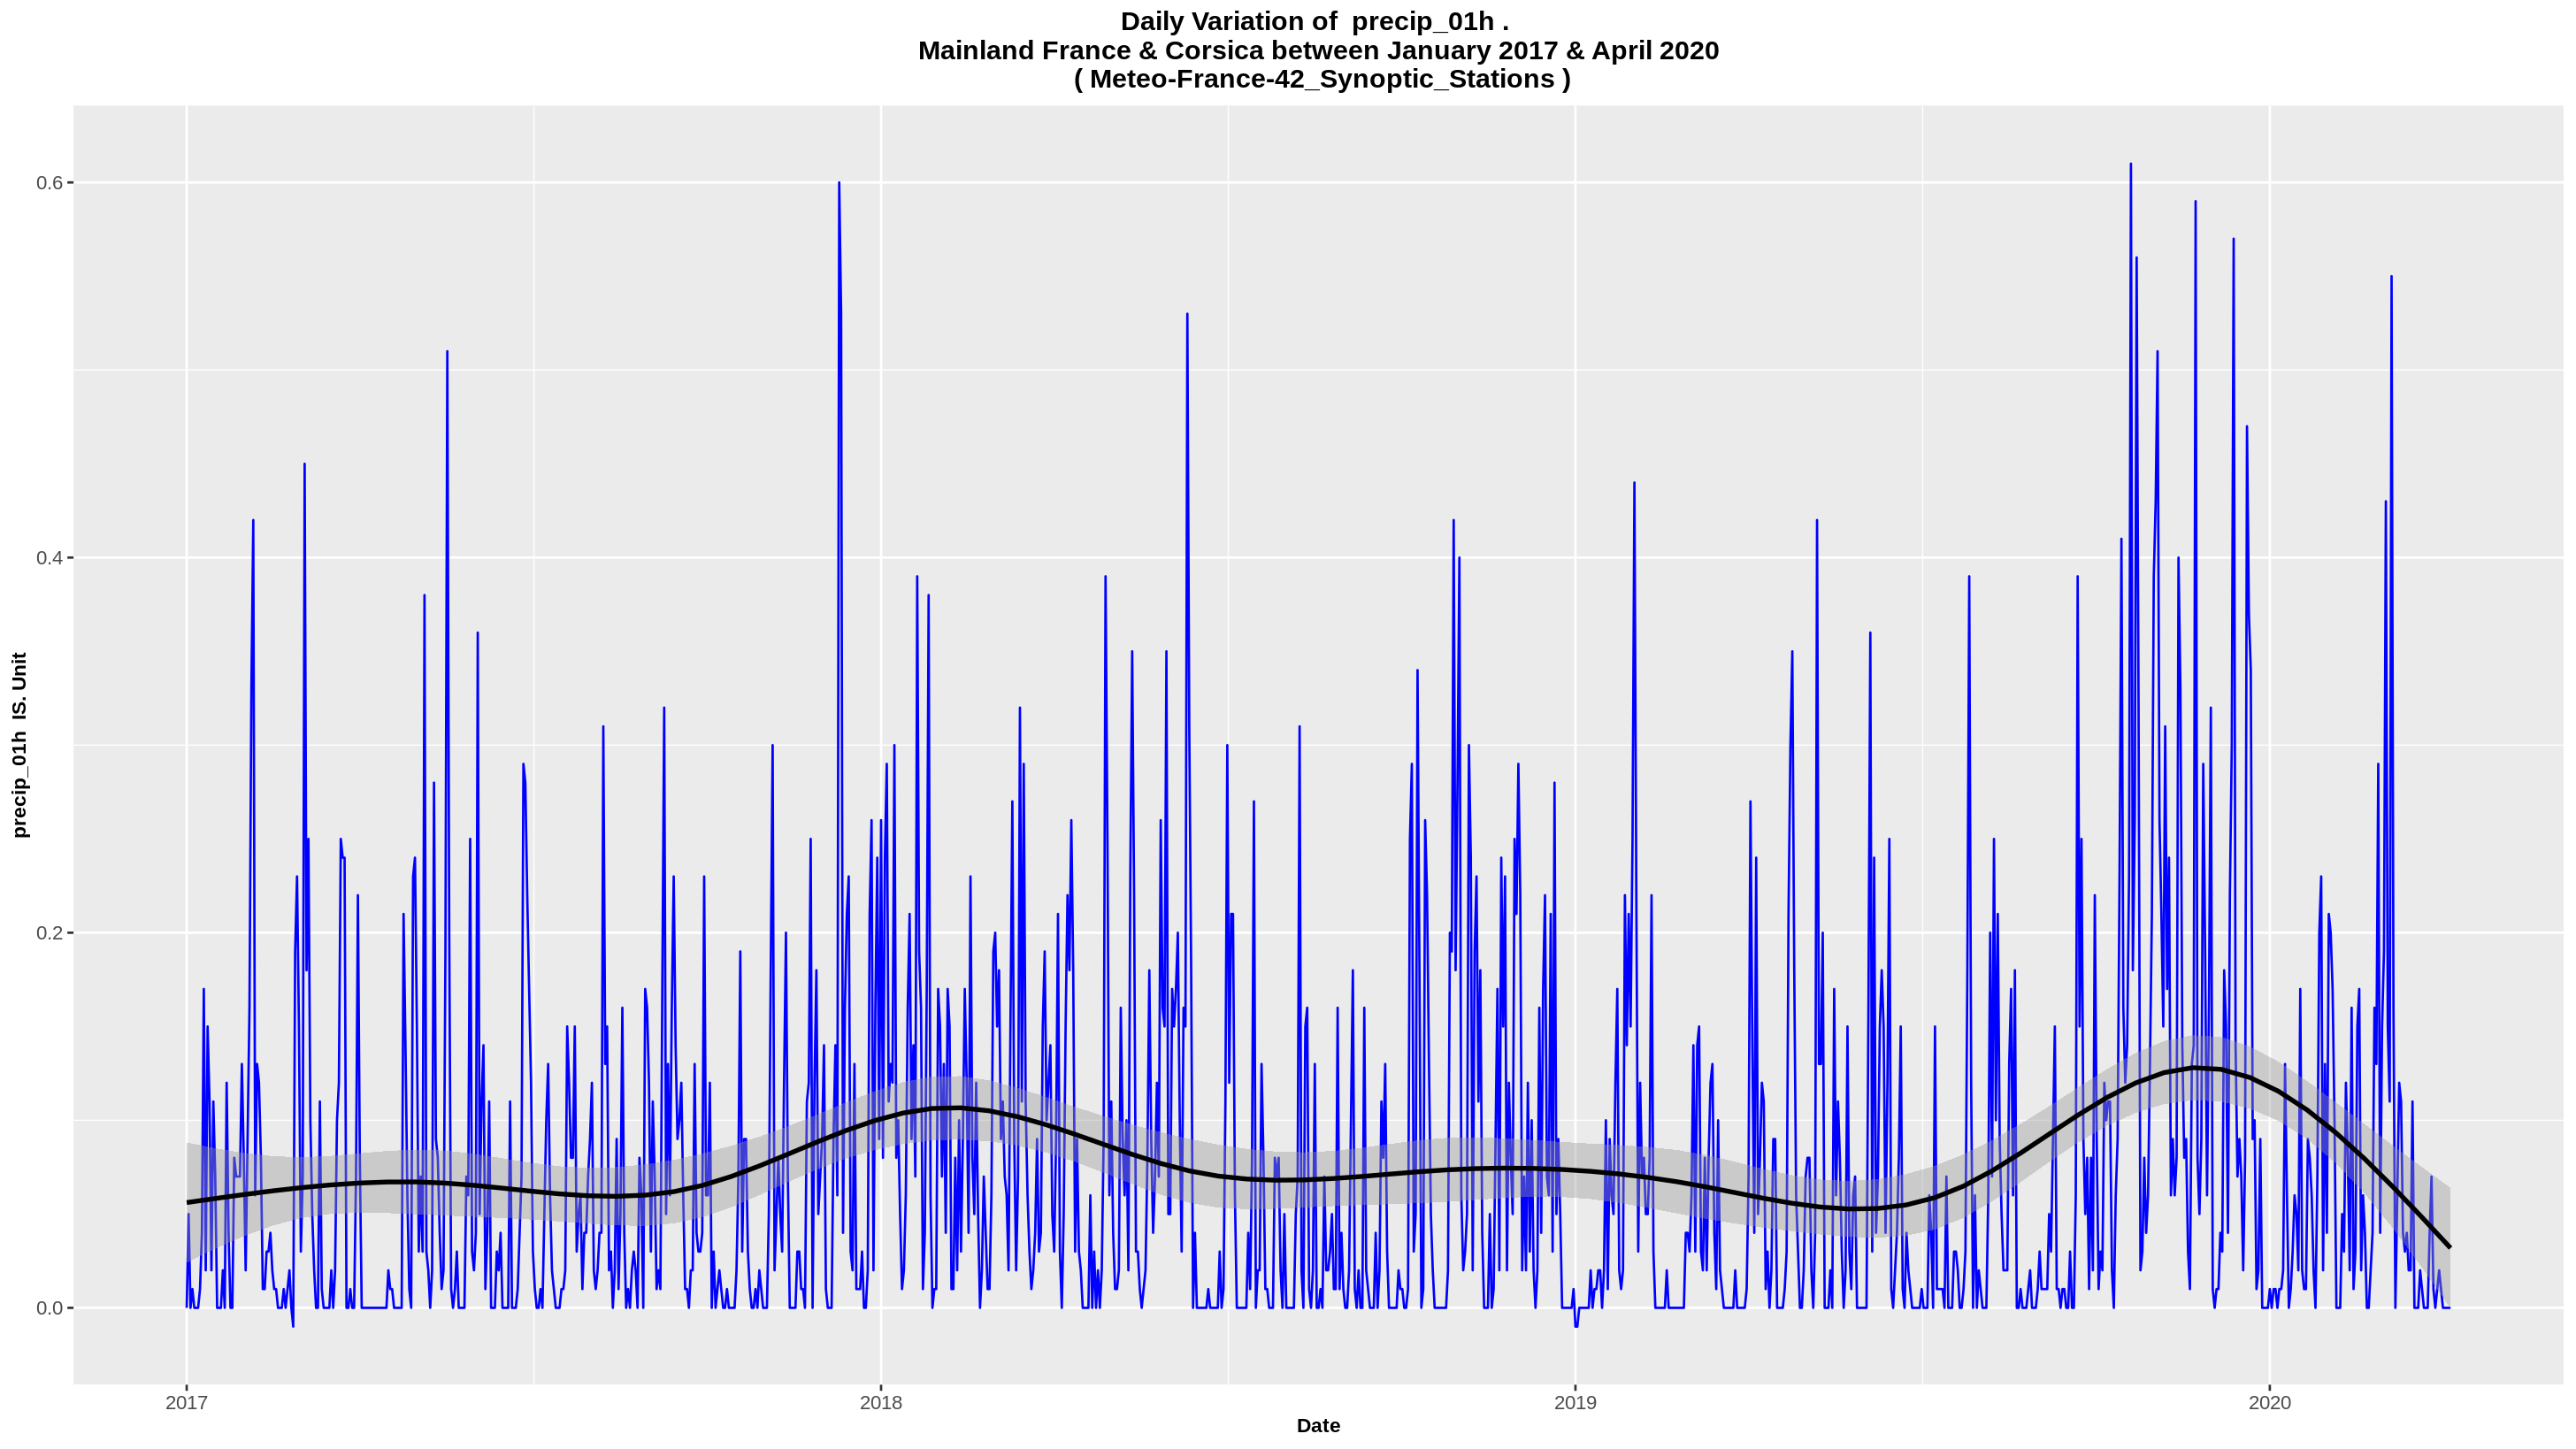 Daily Variation of  precip_01h .
Mainland France & Corsica between January 2017 & April 2020
( Meteo-France-42_Synoptic_Stations )
precip_01h  IS. Unit
0.6
0.4
0.2
0.0
2017
2018
2019
2020
Date